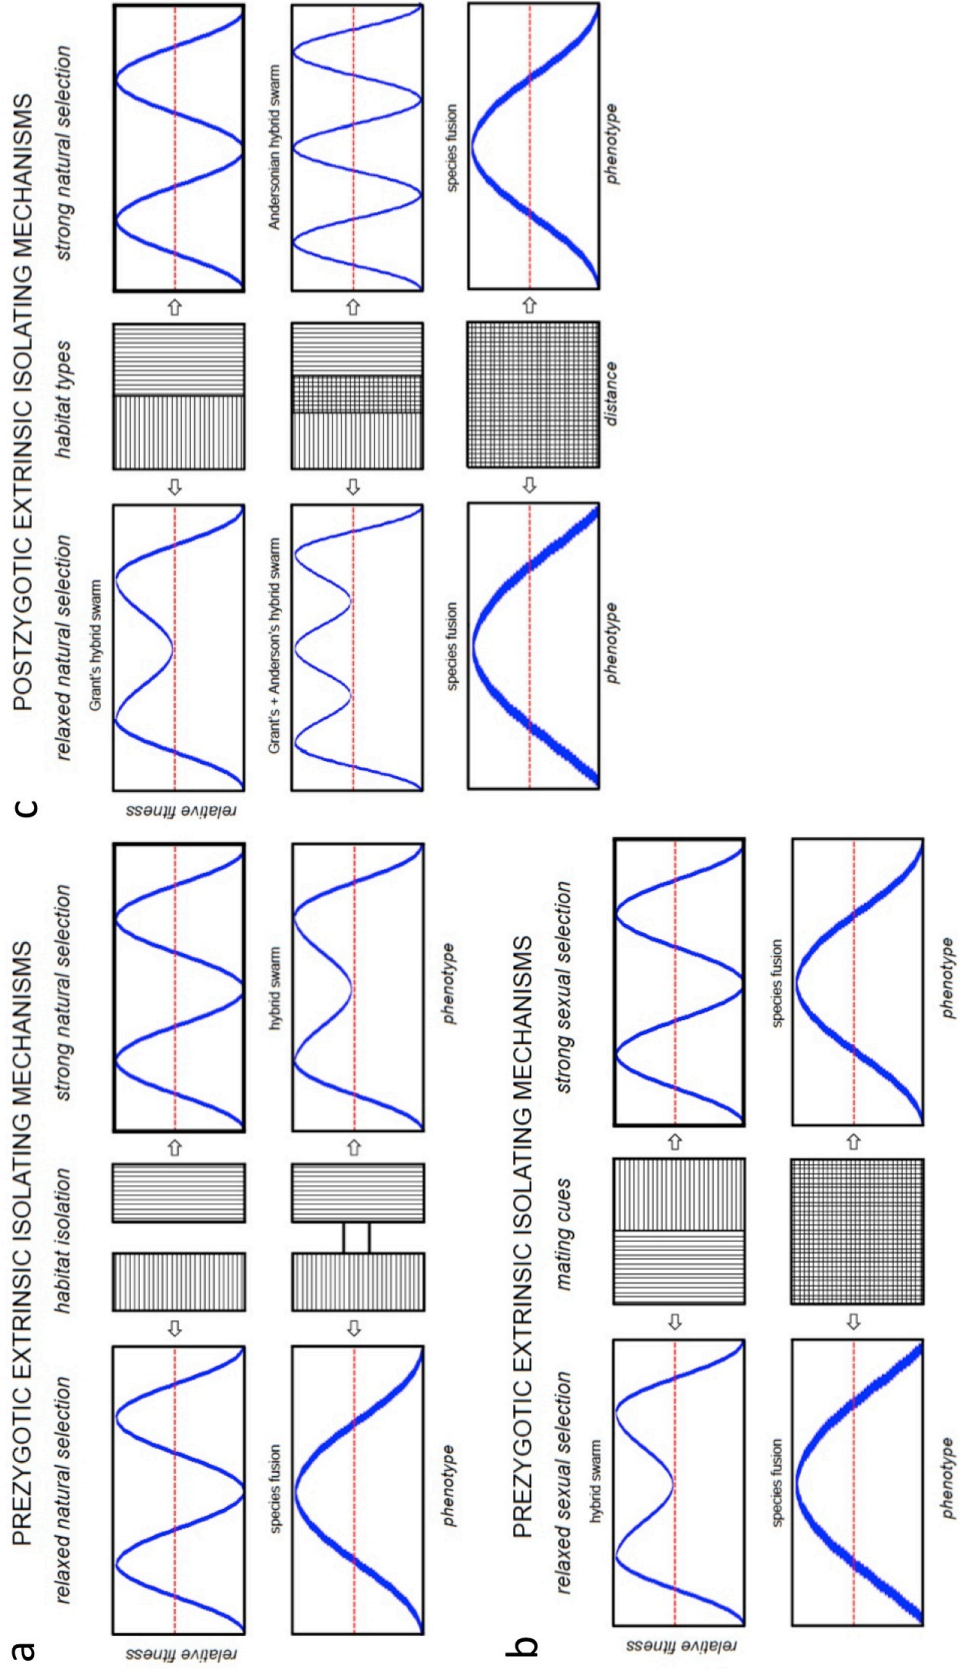 a
PREZYGOTIC EXTRINSIC ISOLATING MECHANISMS
relaxed natural selection
habitat isolation
strong natural selection
relative fitness
species fusion
hybrid swarm
phenotype
phenotype
b
PREZYGOTIC EXTRINSIC ISOLATING MECHANISMS
relaxed sexual selection
mating cues
strong sexual selection
hybrid swarm
relative fitness
species fusion
species fusion
phenotype
phenotype
c
POSTZYGOTIC EXTRINSIC ISOLATING MECHANISMS
relaxed natural selection
habitat types
strong natural selection
Grant's hybrid swarm
relative fitness
Grant's + Anderson's hybrid swarm
Andersonian hybrid swarm
species fusion
species fusion
phenotype
distance
phenotype